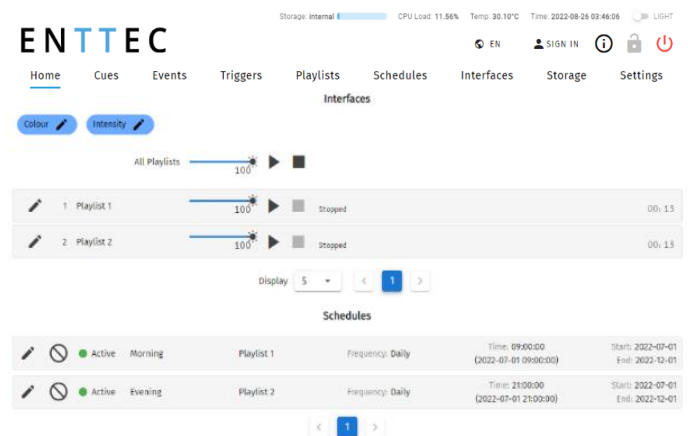 Storage: Internal CPU Load: 11.56% Temp: 30.10°C Time: 2022-08-26 03:46:06 LIGHT
ENTTEC
EN SIGN IN
Home Cues Events Triggers Playlists Schedules Interfaces Storage Settings
Interfaces
Colour Intensity
All Playlists 100
1 Playlist 1 100 Stopped 00:13
2 Playlist 2 100 Stopped 00:13
Display 5 1
Schedules
Active Morning Playlist 1 Frequency: Daily Time: 09:00:00 Start: 2022-07-01
(2022-07-01 09:00:00) End: 2022-12-01
Active Evening Playlist 2 Frequency: Daily Time: 21:00:00 Start: 2022-07-01
(2022-07-01 21:00:00) End: 2022-12-01
1